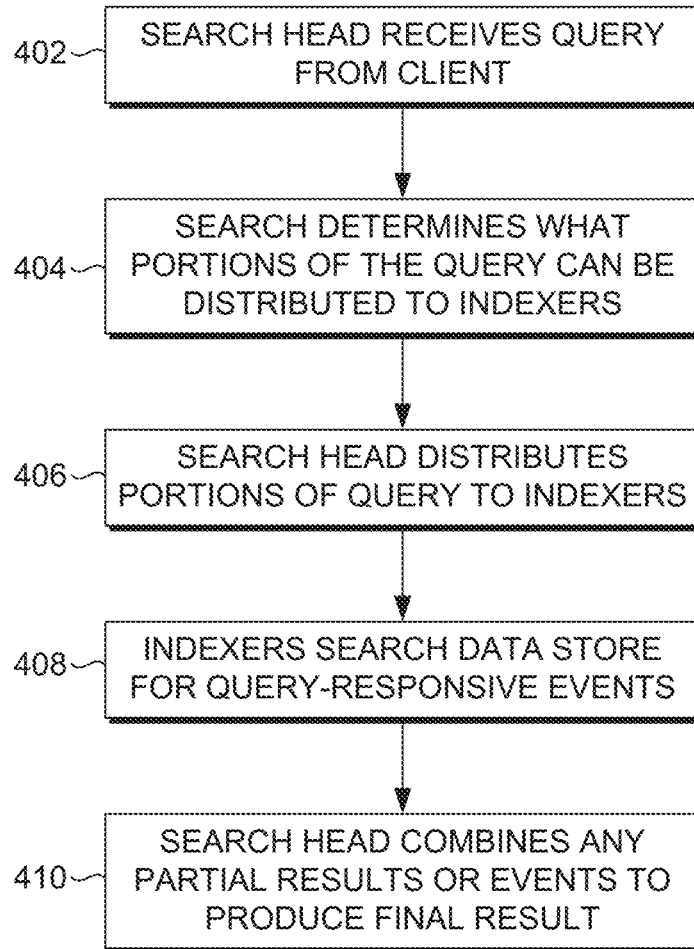 402
SEARCH HEAD RECEIVES QUERY
FROM CLIENT
404
SEARCH DETERMINES WHAT
PORTIONS OF THE QUERY CAN BE
DISTRIBUTED TO INDEXERS
406
SEARCH HEAD DISTRIBUTES
PORTIONS OF QUERY TO INDEXERS
408
INDEXERS SEARCH DATA STORE
FOR QUERY-RESPONSIVE EVENTS
410
SEARCH HEAD COMBINES ANY
PARTIAL RESULTS OR EVENTS TO
PRODUCE FINAL RESULT